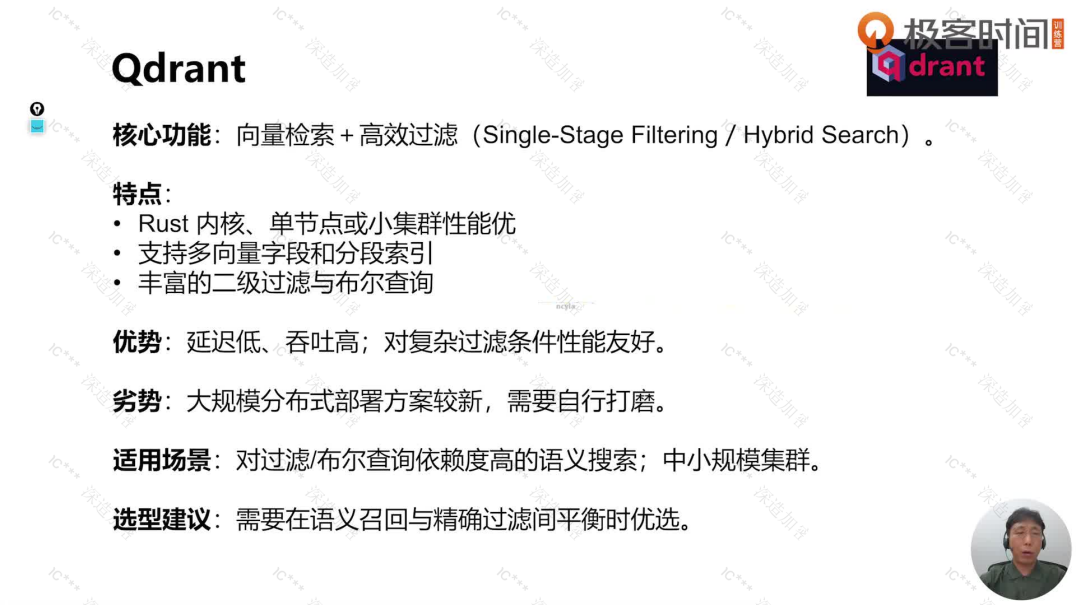 Qdrant
极客时间 训练营
qdrant
核心功能：向量检索＋高效过滤（Single-Stage Filtering / Hybrid Search）。
特点：
• Rust 内核、单节点或小集群性能优
• 支持多向量字段和分段索引
• 丰富的二级过滤与布尔查询
优势：延迟低、吞吐高；对复杂过滤条件性能友好。
劣势：大规模分布式部署方案较新，需要自行打磨。
适用场景：对过滤/布尔查询依赖度高的语义搜索；中小规模集群。
选型建议：需要在语义召回与精确过滤间平衡时优选。